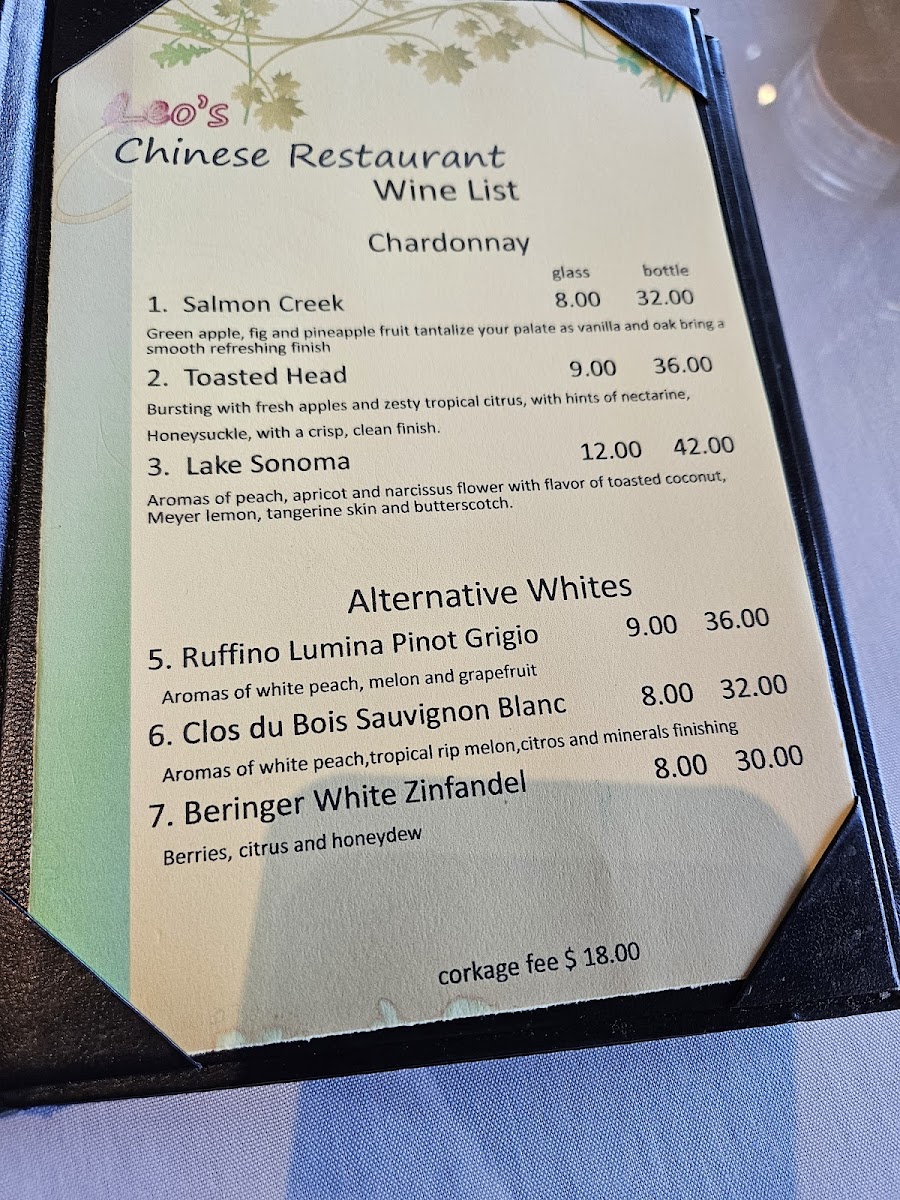 Leo's
Chinese Restaurant
Wine List
Chardonnay
glass bottle
1. Salmon Creek 8.00 32.00
Green apple, fig and pineapple fruit tantalize your palate as vanilla and oak bring a
smooth refreshing finish
2. Toasted Head 9.00 36.00
Bursting with fresh apples and zesty tropical citrus, with hints of nectarine,
Honeysuckle, with a crisp, clean finish.
3. Lake Sonoma 12.00 42.00
Aromas of peach, apricot and narcissus flower with flavor of toasted coconut,
Meyer lemon, tangerine skin and butterscotch.
Alternative Whites
5. Ruffino Lumina Pinot Grigio 9.00 36.00
Aromas of white peach, melon and grapefruit
6. Clos du Bois Sauvignon Blanc 8.00 32.00
Aromas of white peach,tropical rip melon,citros and minerals finishing
7. Beringer White Zinfandel 8.00 30.00
Berries, citrus and honeydew
corkage fee $ 18.00